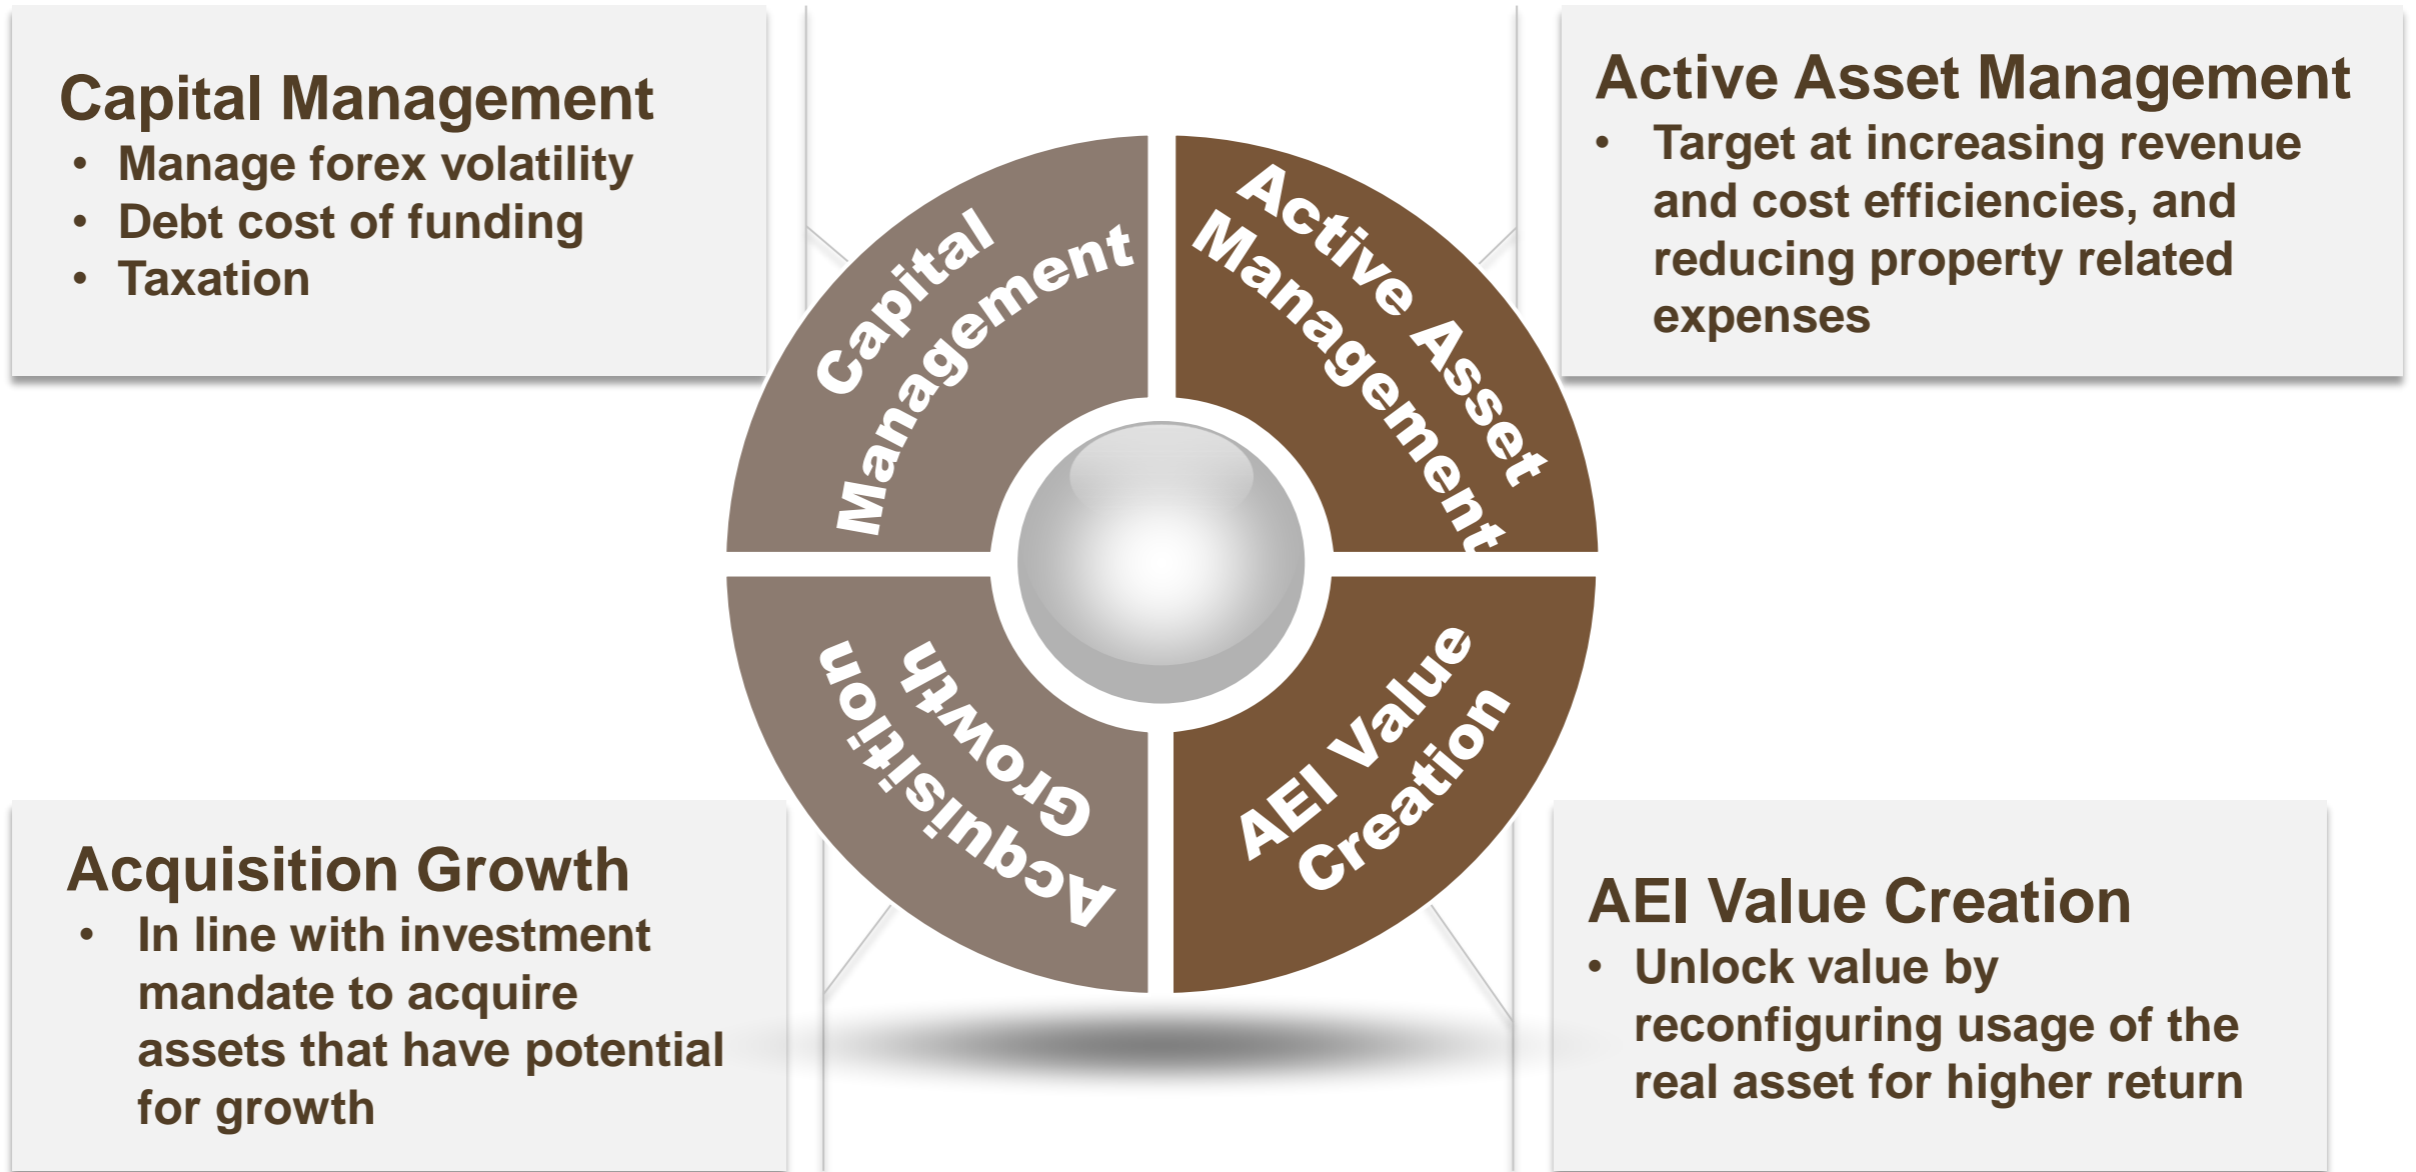 Capital Management
• Manage forex volatility
• Debt cost of funding
• Taxation
Active Asset Management
• Target at increasing revenue
and cost efficiencies, and
reducing property related
expenses
Capital
Management
Active Asset
Management
Acquisition
Growth
AEI Value
Creation
Acquisition Growth
• In line with investment
mandate to acquire
assets that have potential
for growth
AEI Value Creation
• Unlock value by
reconfiguring usage of the
real asset for higher return